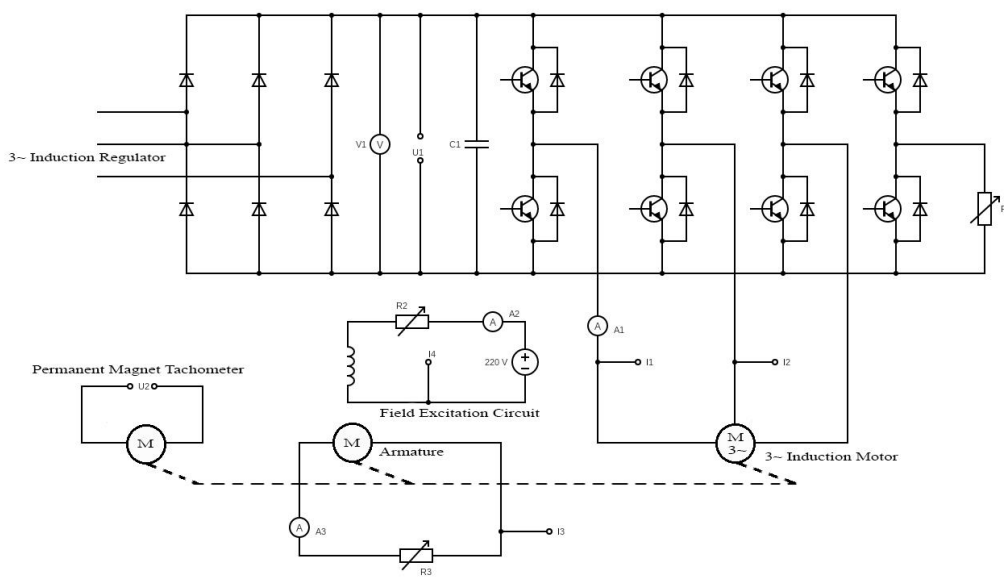 V1
V
U1
C1
3~ Induction Regulator
R2
A
A2
A
A1
I4
220 V
I1
I2
Permanent Magnet Tachometer
U2
Field Excitation Circuit
M
M
Armature
M
3~
3~ Induction Motor
A
A3
I3
R3